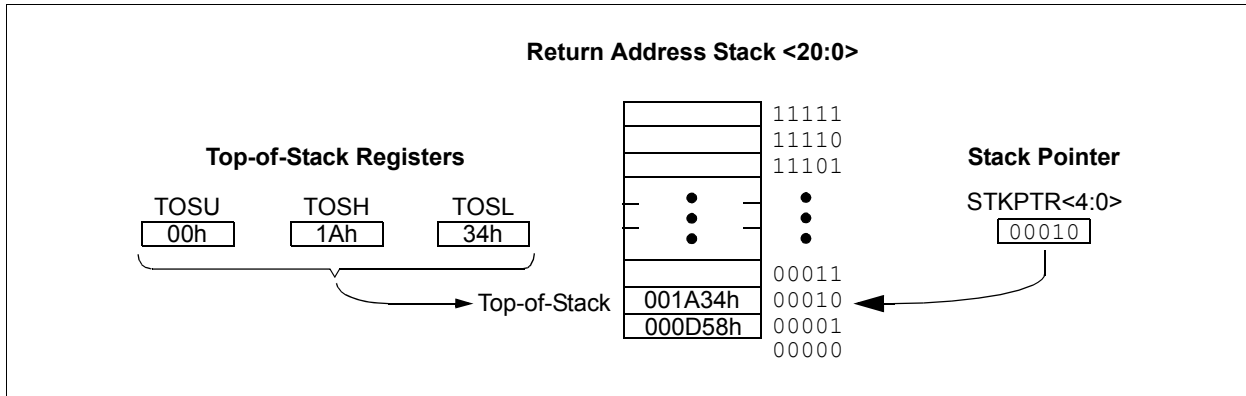 Return Address Stack <20:0>
11111
11110
Top-of-Stack Registers
11101
Stack Pointer
TOSU TOSH TOSL
STKPTR<4:0>
00h 1Ah 34h
00010
00011
Top-of-Stack 001A34h 00010
000D58h 00001
00000